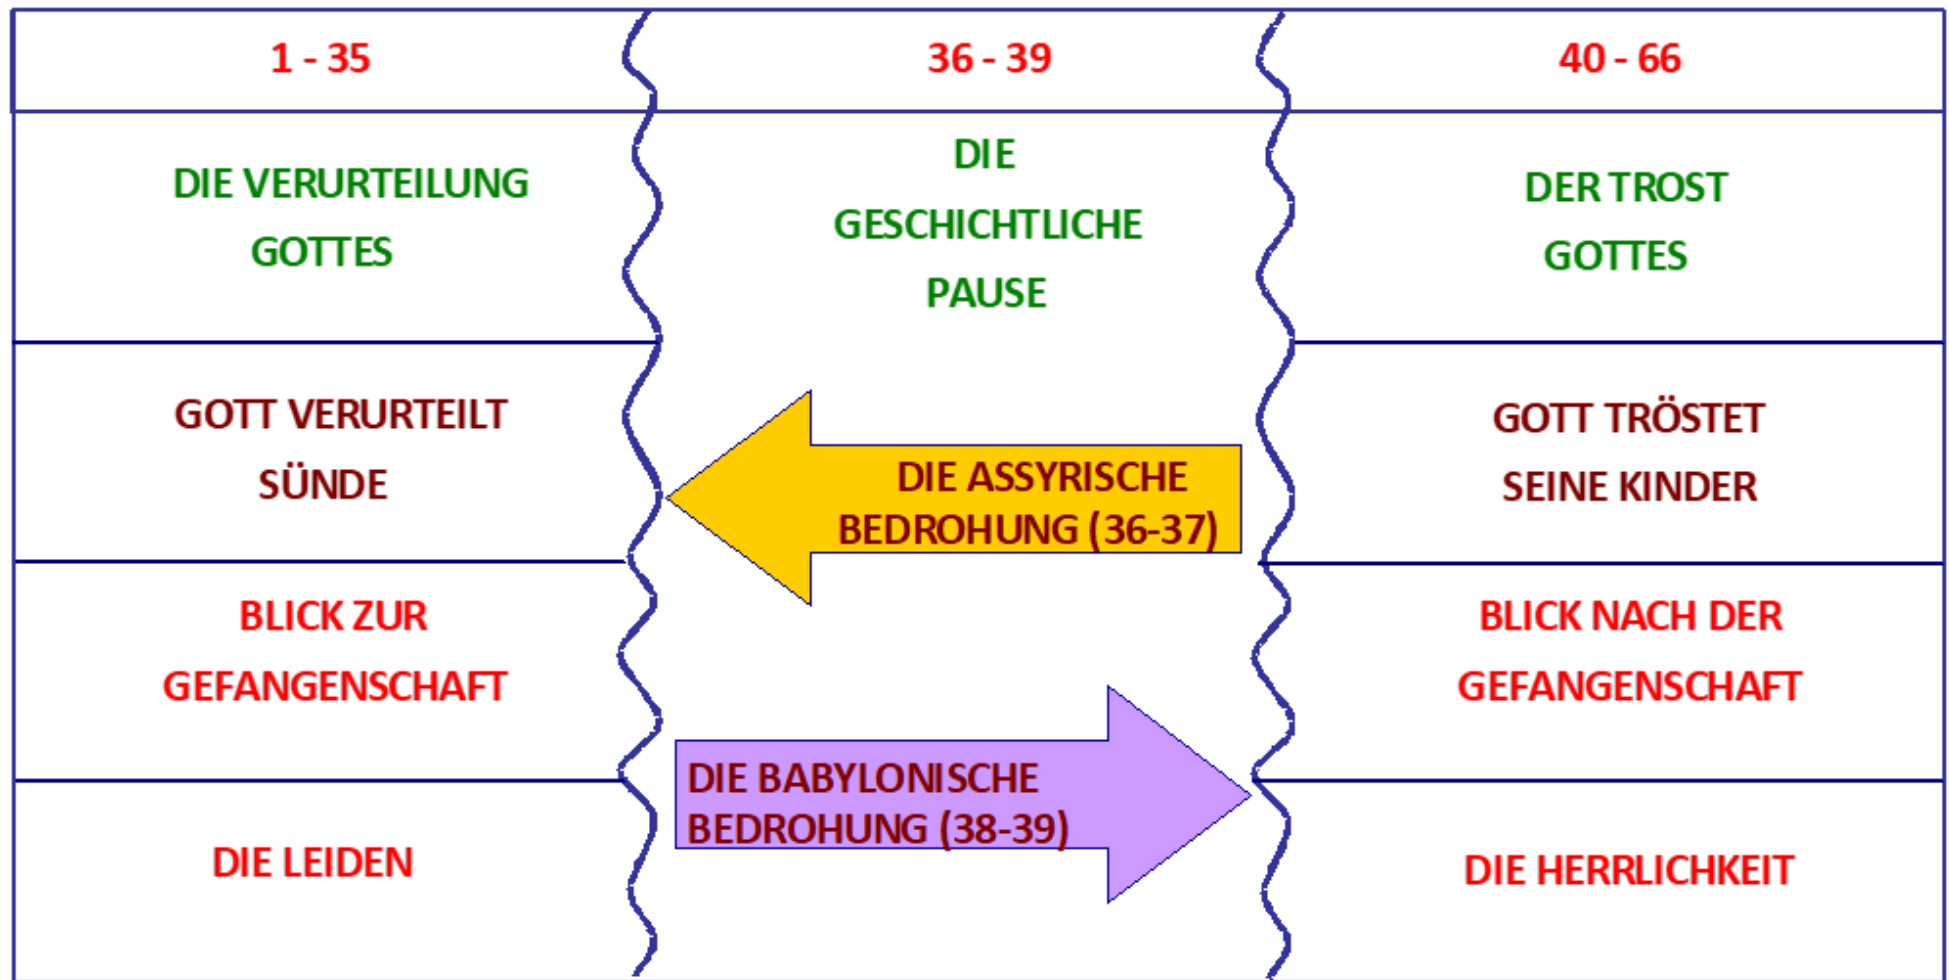 1 - 35
36 - 39
40 - 66
DIE VERURTEILUNG
GOTTES
DIE
GESCHICHTLICHE
PAUSE
DER TROST
GOTTES
GOTT VERURTEILT
SÜNDE
DIE ASSYRISCHE
BEDROHUNG (36-37)
GOTT TRÖSTET
SEINE KINDER
BLICK ZUR
GEFANGENSCHAFT
BLICK NACH DER
GEFANGENSCHAFT
DIE LEIDEN
DIE BABYLONISCHE
BEDROHUNG (38-39)
DIE HERRLICHKEIT